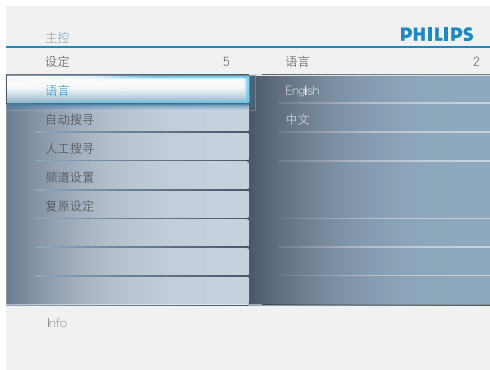 主控 PHILIPS
设定 5 语言 2
语言 English
自动搜寻 中文
人工搜寻
频道设置
复原设定
Info